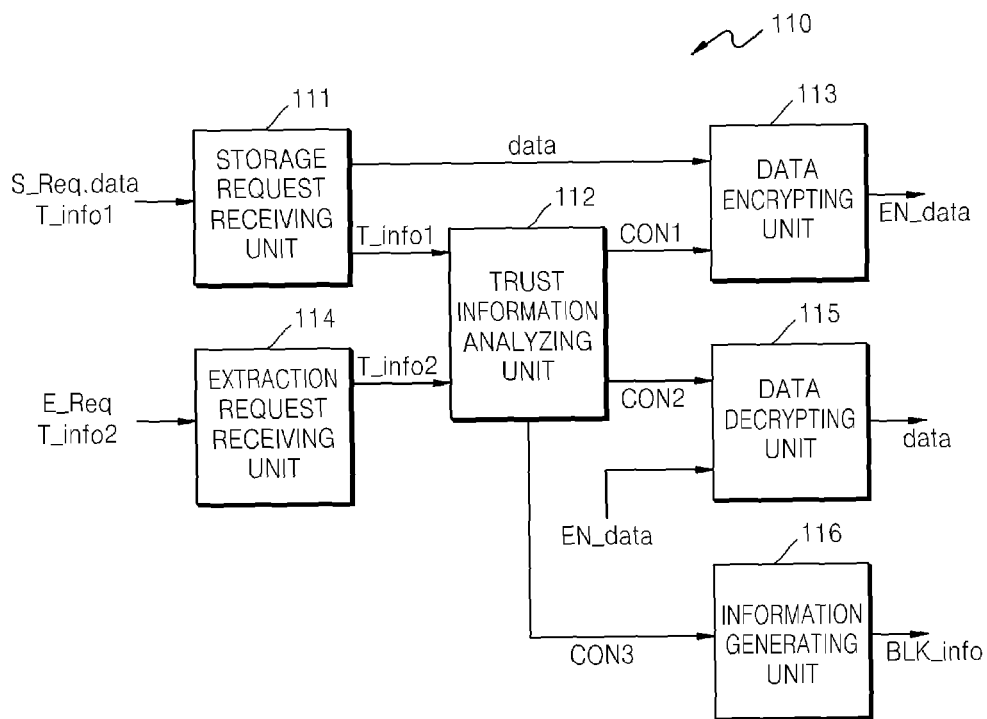 110
111
STORAGE
REQUEST
RECEIVING
UNIT
S_Req.data
T_info1
data
T_info1
112
TRUST
INFORMATION
ANALYZING
UNIT
CON1
113
DATA
ENCRYPTING
UNIT
EN_data
114
EXTRACTION
REQUEST
RECEIVING
UNIT
E_Req
T_info2
T_info2
CON2
115
DATA
DECRYPTING
UNIT
data
EN_data
116
INFORMATION
GENERATING
UNIT
CON3
BLK_info